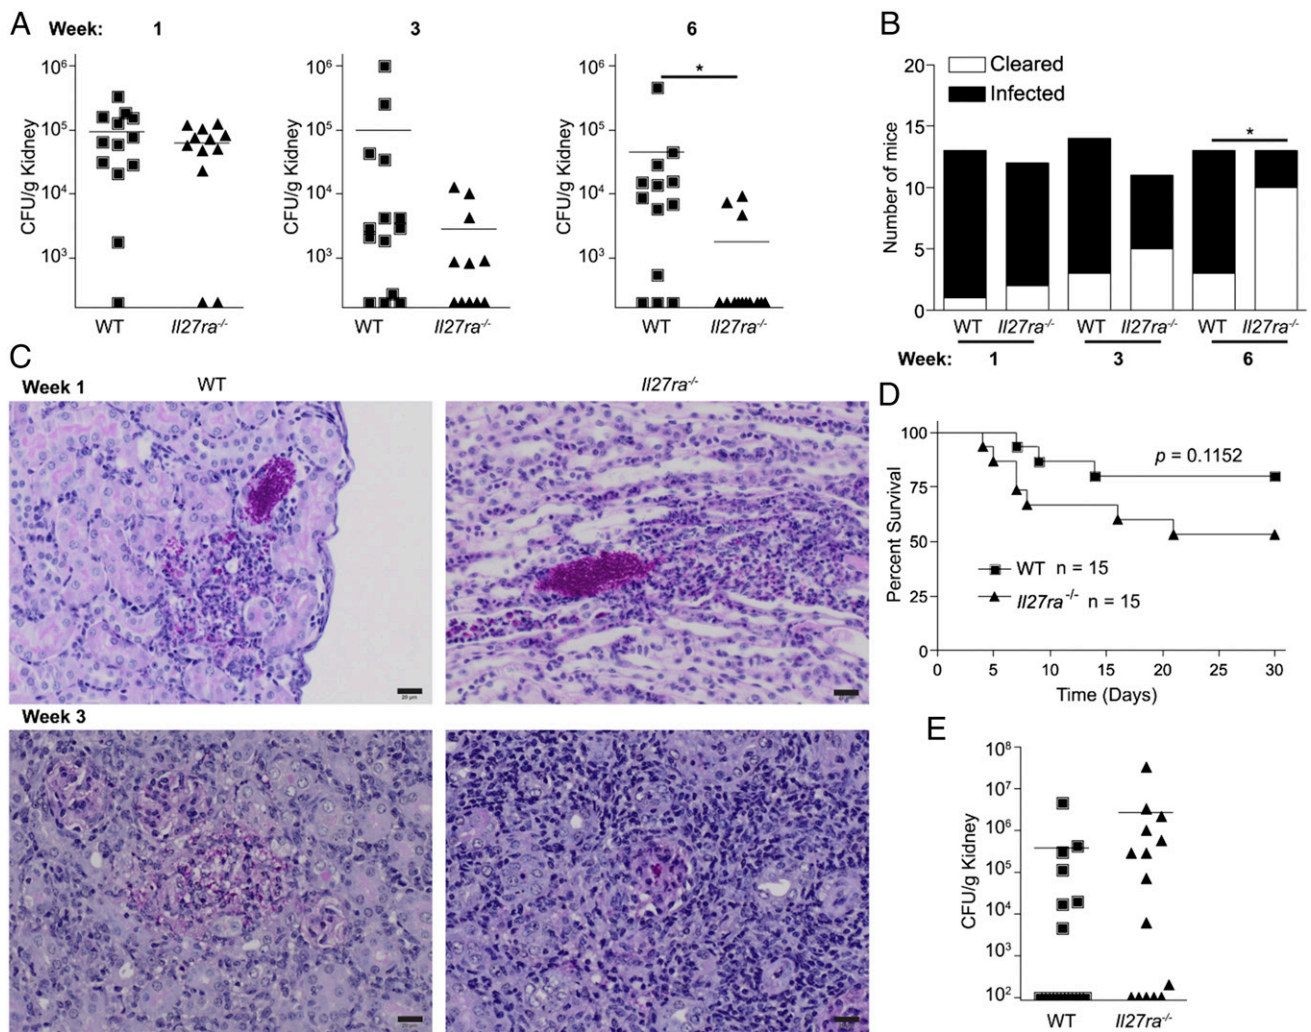 A
Week: 1 3 6
10⁶
10⁵
10⁴
10³
CFU/g Kidney
WT Il27ra⁻/⁻
10⁶
10⁵
10⁴
10³
CFU/g Kidney
WT Il27ra⁻/⁻
*
10⁶
10⁵
10⁴
10³
CFU/g Kidney
WT Il27ra⁻/⁻
B
Cleared
Infected
*
20
15
10
5
0
Number of mice
WT Il27ra⁻/⁻ WT Il27ra⁻/⁻ WT Il27ra⁻/⁻
Week: 1 3 6
C
Week 1 WT Il27ra⁻/⁻
Week 3
D
100
75
50
25
0
Percent Survival
p = 0.1152
WT n = 15
Il27ra⁻/⁻ n = 15
0 5 10 15 20 25 30
Time (Days)
E
10⁸
10⁷
10⁶
10⁵
10⁴
10³
10²
CFU/g Kidney
WT Il27ra⁻/⁻